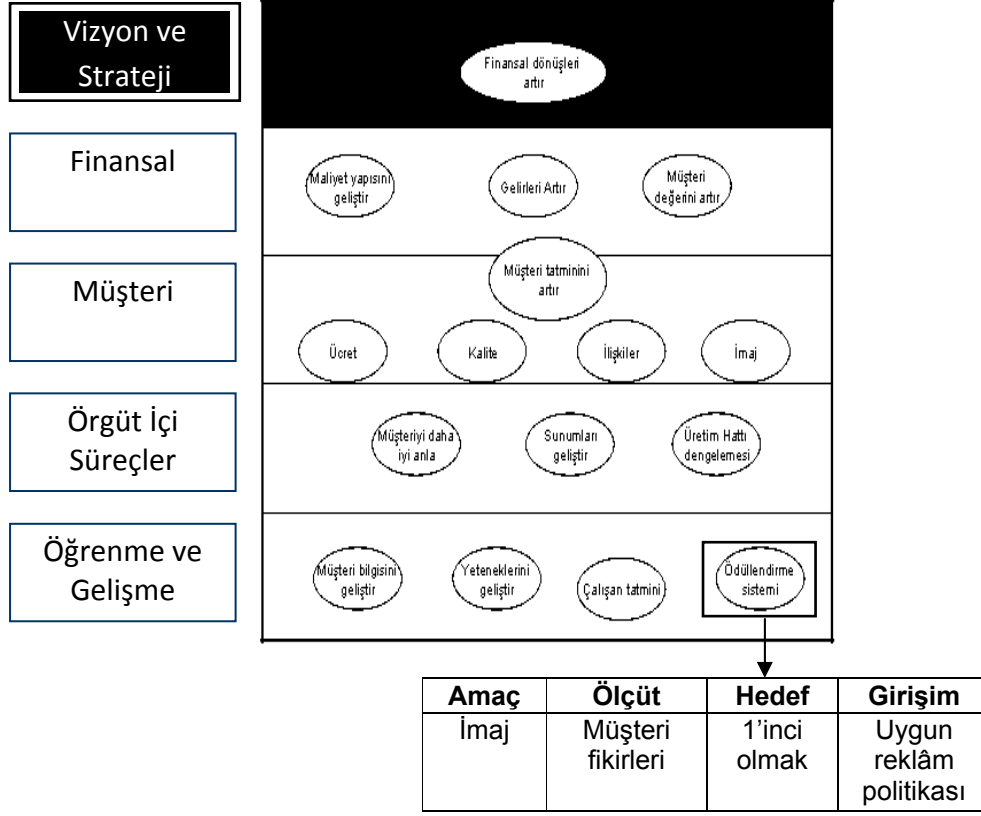 Vizyon ve
Strateji
Finansal dönüşleri
artır
Finansal
Maliyet yapısını
geliştir
Gelirleri Artır
Müşteri
değerini artır
Müşteri
Müşteri tatminini
artır
Ücret
Kalite
İlişkiler
İmaj
Örgüt İçi
Süreçler
Müşteriyi daha
iyi anla
Sunumları
geliştir
Üretim Hattı
dengelemesi
Öğrenme ve
Gelişme
Müşteri bilgisini
geliştir
Yeteneklerini
geliştir
Çalışan tatmini
Ödüllendirme
sistemi
Amaç Ölçüt Hedef Girişim
İmaj Müşteri 1’inci Uygun
fikirleri olmak reklâm
politikası